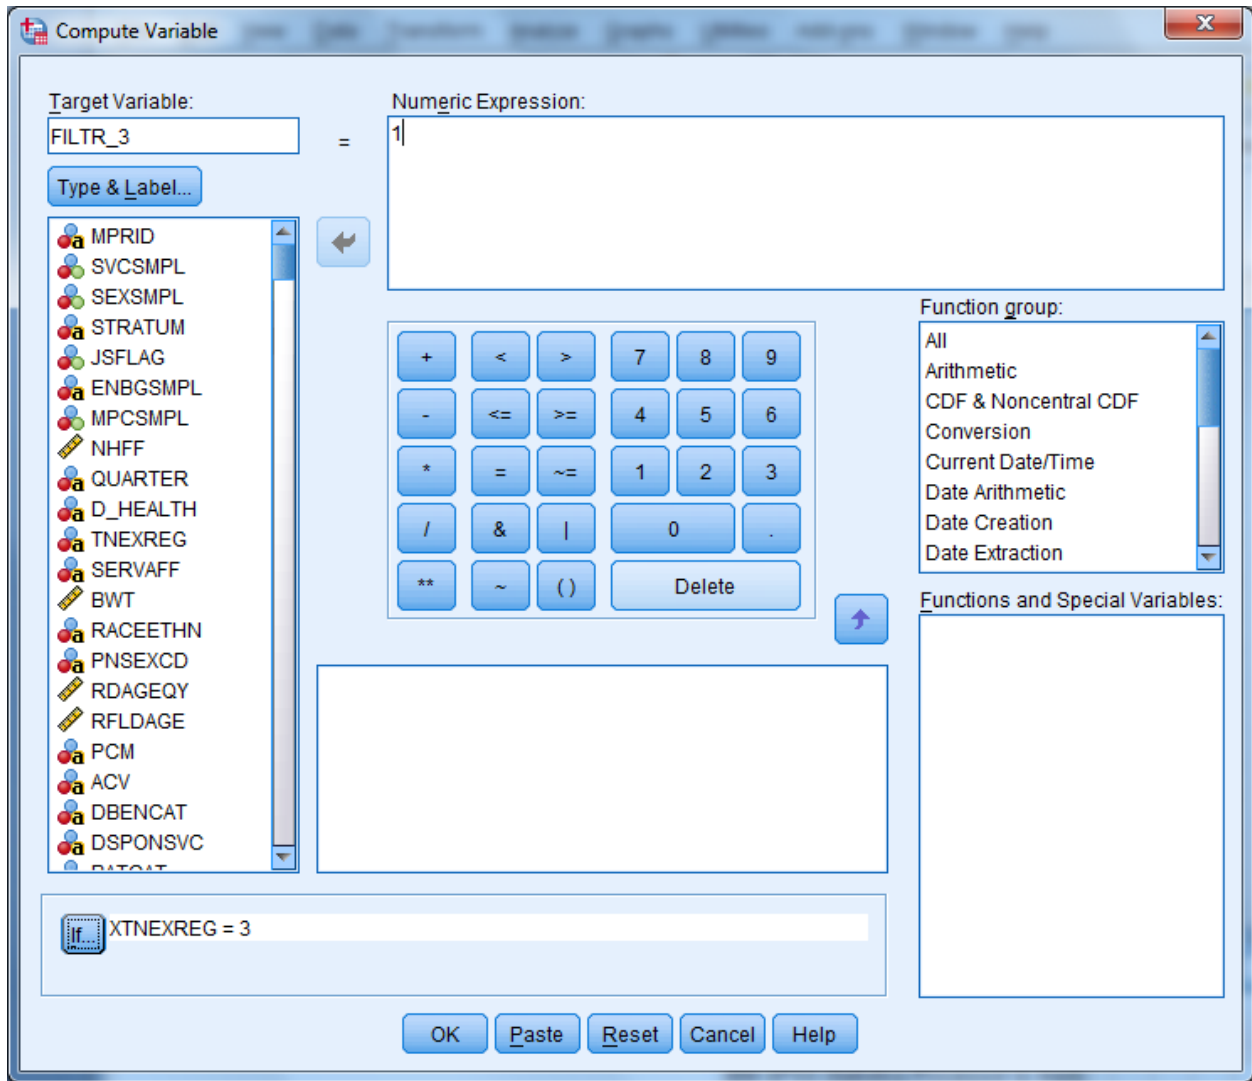 Compute Variable
Target Variable:
FILTR_3
=
Numeric Expression:
1
Type & Label...
MPRID
SVCSMPL
SEXSMPL
STRATUM
JSFLAG
ENBGSMPL
MPCSMPL
NHFF
QUARTER
D_HEALTH
TNEXREG
SERVAFF
BWT
RACEETHN
PNSEXCD
RDAGEQY
RFLDAGE
PCM
ACV
DBENCAT
DSPONSVC
+ < > 7 8 9
- <= >= 4 5 6
* = ~= 1 2 3
/ & | 0 .
** ~ ( ) Delete
Function group:
All
Arithmetic
CDF & Noncentral CDF
Conversion
Current Date/Time
Date Arithmetic
Date Creation
Date Extraction
Functions and Special Variables:
If... XTNEXREG = 3
OK Paste Reset Cancel Help